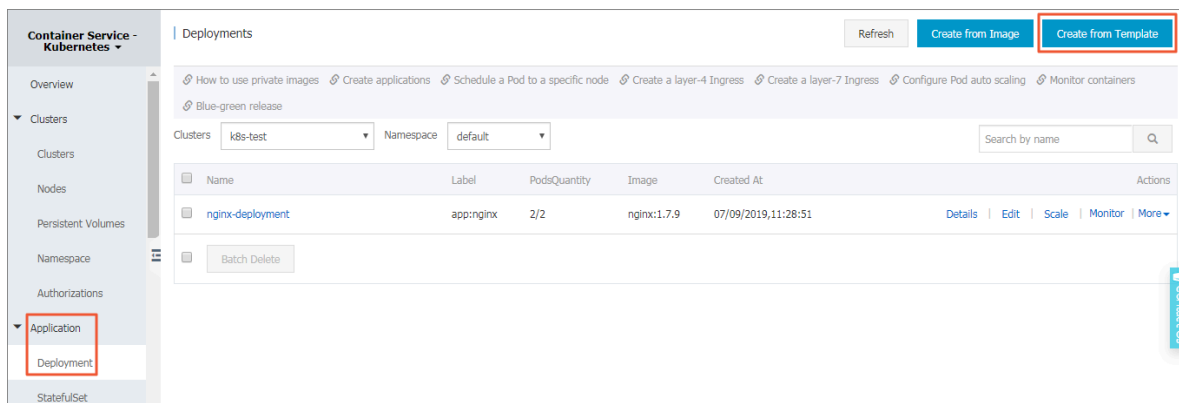 Container Service -
Kubernetes
Deployments
Refresh
Create from Image
Create from Template
How to use private images
Create applications
Schedule a Pod to a specific node
Create a layer-4 Ingress
Create a layer-7 Ingress
Configure Pod auto scaling
Monitor containers
Blue-green release
Overview
Clusters
Clusters
Nodes
Persistent Volumes
Namespace
Authorizations
Application
Deployment
StatefulSet
Clusters k8s-test Namespace default Search by name
Name Label PodsQuantity Image Created At Actions
nginx-deployment app:nginx 2/2 nginx:1.7.9 07/09/2019,11:28:51 Details | Edit | Scale | Monitor | More
Batch Delete